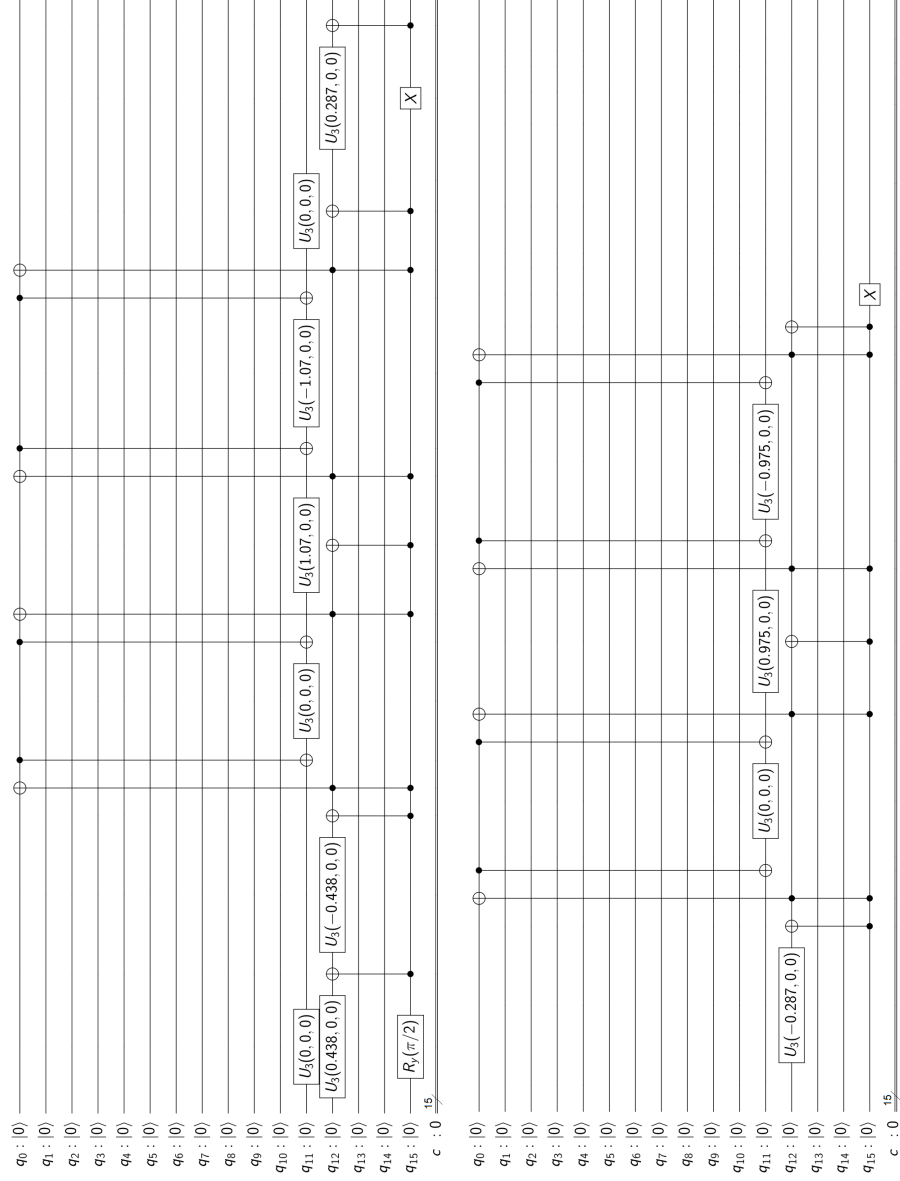 q₀ : |0⟩
q₁ : |0⟩
q₂ : |0⟩
q₃ : |0⟩
q₄ : |0⟩
q₅ : |0⟩
q₆ : |0⟩
q₇ : |0⟩
q₈ : |0⟩
q₉ : |0⟩
q₁₀ : |0⟩
q₁₁ : |0⟩ U₃(0, 0, 0) U₃(0, 0, 0) U₃(1.07, 0, 0) U₃(−1.07, 0, 0) U₃(0, 0, 0)
q₁₂ : |0⟩ U₃(0.438, 0, 0) U₃(−0.438, 0, 0) U₃(0.287, 0, 0)
q₁₃ : |0⟩
q₁₄ : |0⟩
q₁₅ : |0⟩ R_y(π/2) X
15
c : 0
q₀ : |0⟩
q₁ : |0⟩
q₂ : |0⟩
q₃ : |0⟩
q₄ : |0⟩
q₅ : |0⟩
q₆ : |0⟩
q₇ : |0⟩
q₈ : |0⟩
q₉ : |0⟩
q₁₀ : |0⟩
q₁₁ : |0⟩ U₃(0, 0, 0) U₃(0.975, 0, 0) U₃(−0.975, 0, 0)
q₁₂ : |0⟩ U₃(−0.287, 0, 0)
q₁₃ : |0⟩
q₁₄ : |0⟩
q₁₅ : |0⟩ X
15
c : 0